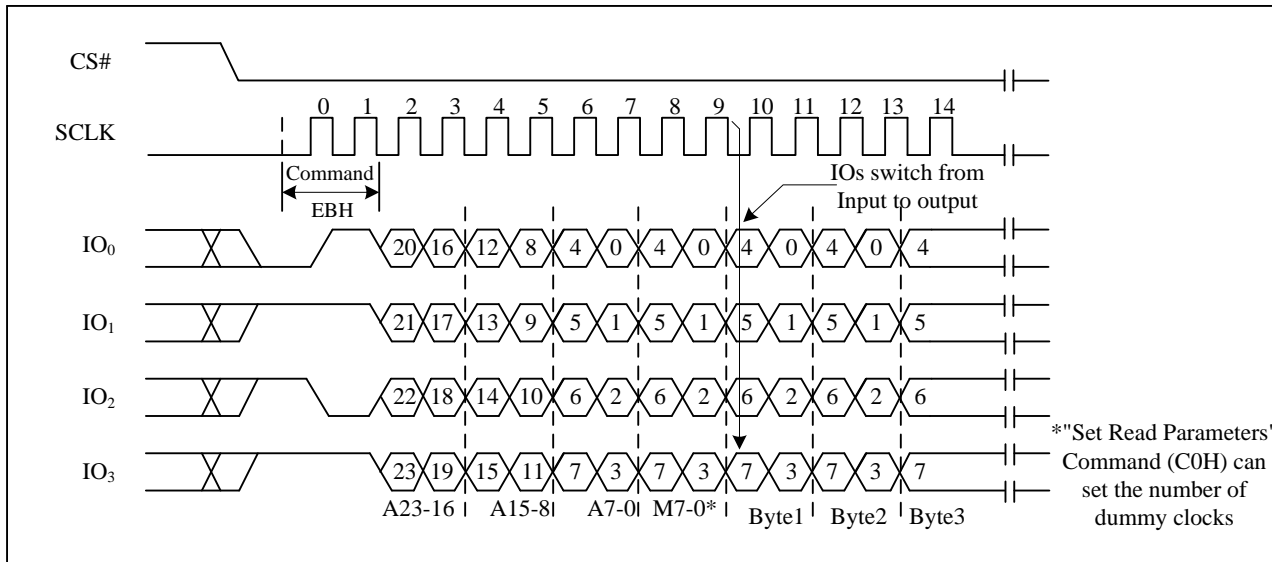 CS#
SCLK
0 1 2 3 4 5 6 7 8 9 10 11 12 13 14
Command
EBH
IOs switch from
Input to output
IO0 20 16 12 8 4 0 4 0 4 0 4 0 4
IO1 21 17 13 9 5 1 5 1 5 1 5 1 5
IO2 22 18 14 10 6 2 6 2 6 2 6 2 6
IO3 23 19 15 11 7 3 7 3 7 3 7 3 7
A23-16 A15-8 A7-0 M7-0* Byte1 Byte2 Byte3
*"Set Read Parameters"
Command (C0H) can
set the number of
dummy clocks